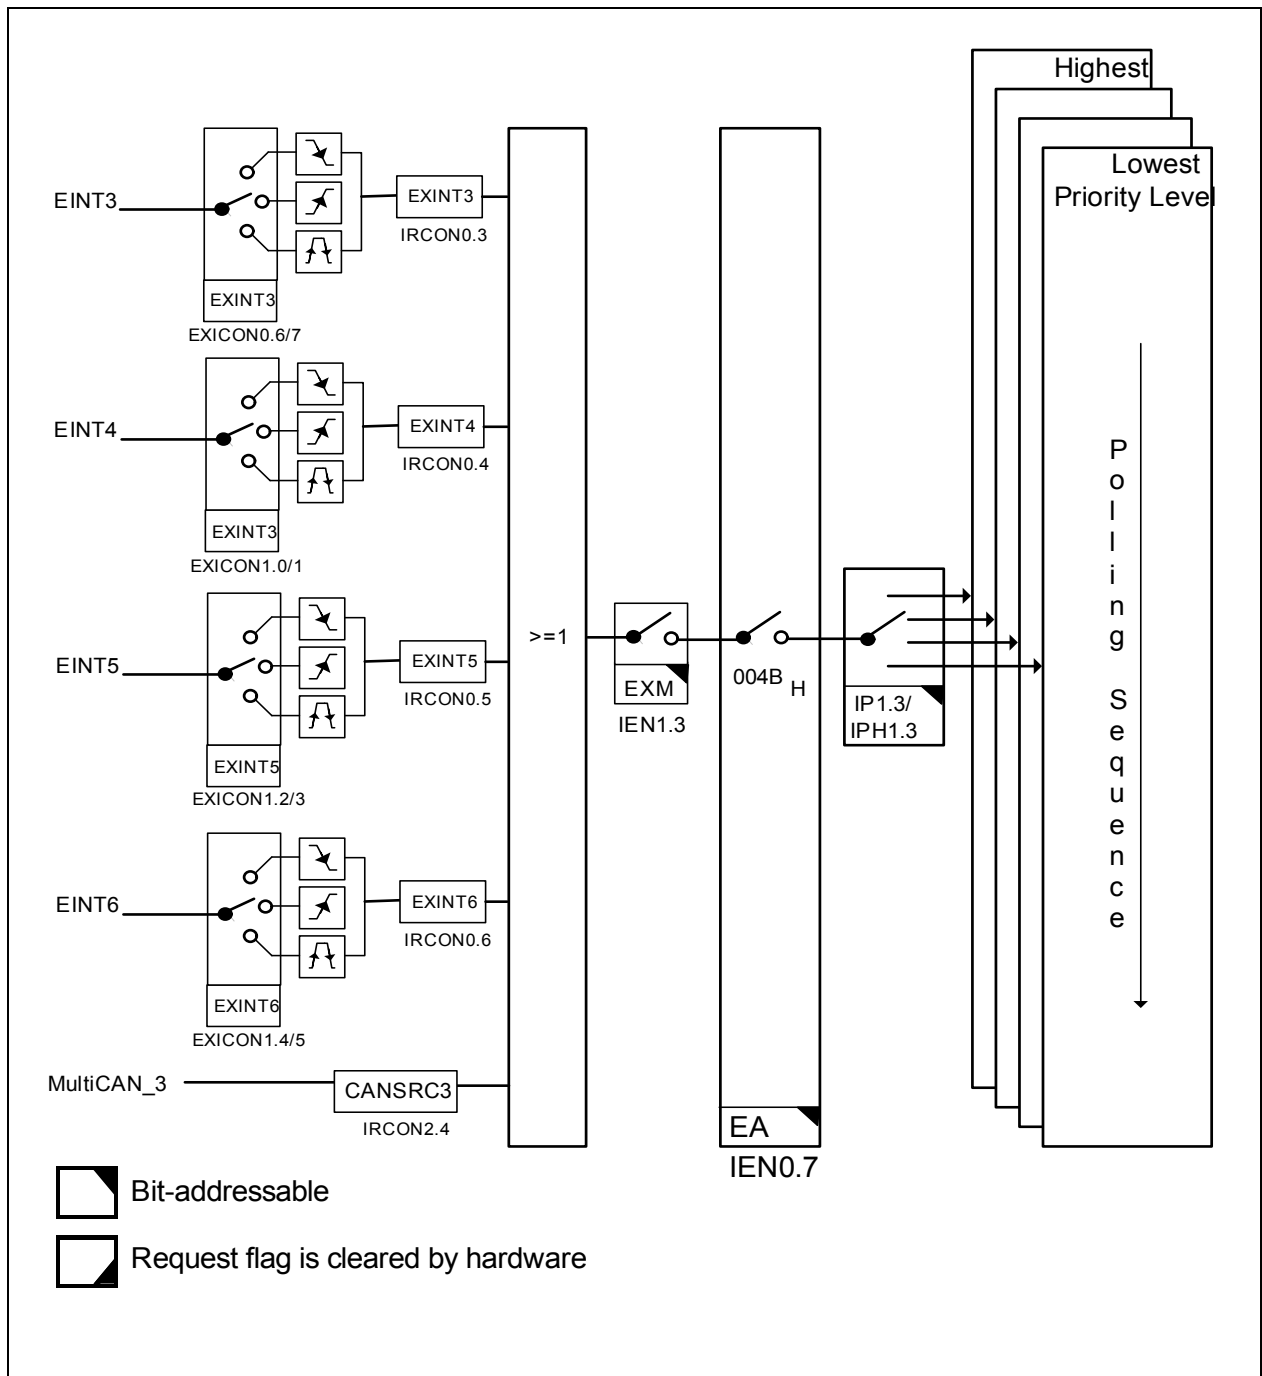 Highest
Lowest
Priority Level
EINT3
EXINT3
IRCON0.3
EXINT3
EXICON0.6/7
EINT4
EXINT4
IRCON0.4
EXINT3
EXICON1.0/1
EINT5
EXINT5
IRCON0.5
EXINT5
EXICON1.2/3
EINT6
EXINT6
IRCON0.6
EXINT6
EXICON1.4/5
MultiCAN_3
CANSRC3
IRCON2.4
>=1
EXM
IEN1.3
004B H
EA
IEN0.7
IP1.3/
IPH1.3
Polling Sequence
Bit-addressable
Request flag is cleared by hardware